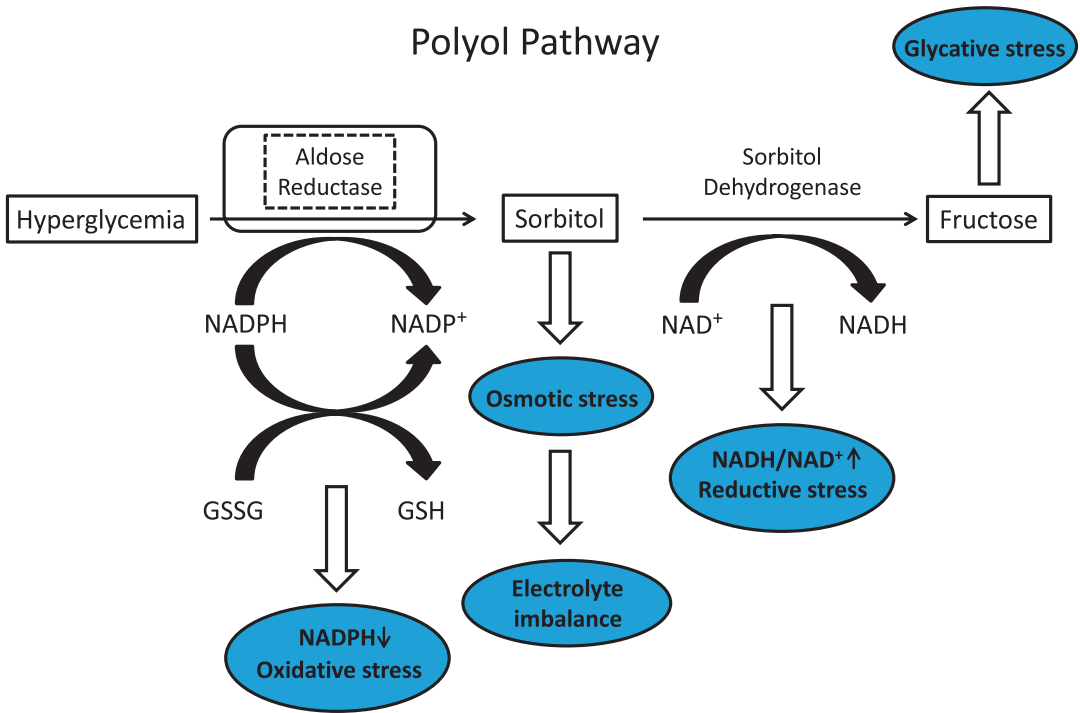 Polyol Pathway
Glycative stress
Aldose
Reductase
Sorbitol
Dehydrogenase
Hyperglycemia
Sorbitol
Fructose
NADPH
NADP⁺
NAD⁺
NADH
Osmotic stress
NADH/NAD⁺↑
Reductive stress
GSSG
GSH
Electrolyte
imbalance
NADPH↓
Oxidative stress